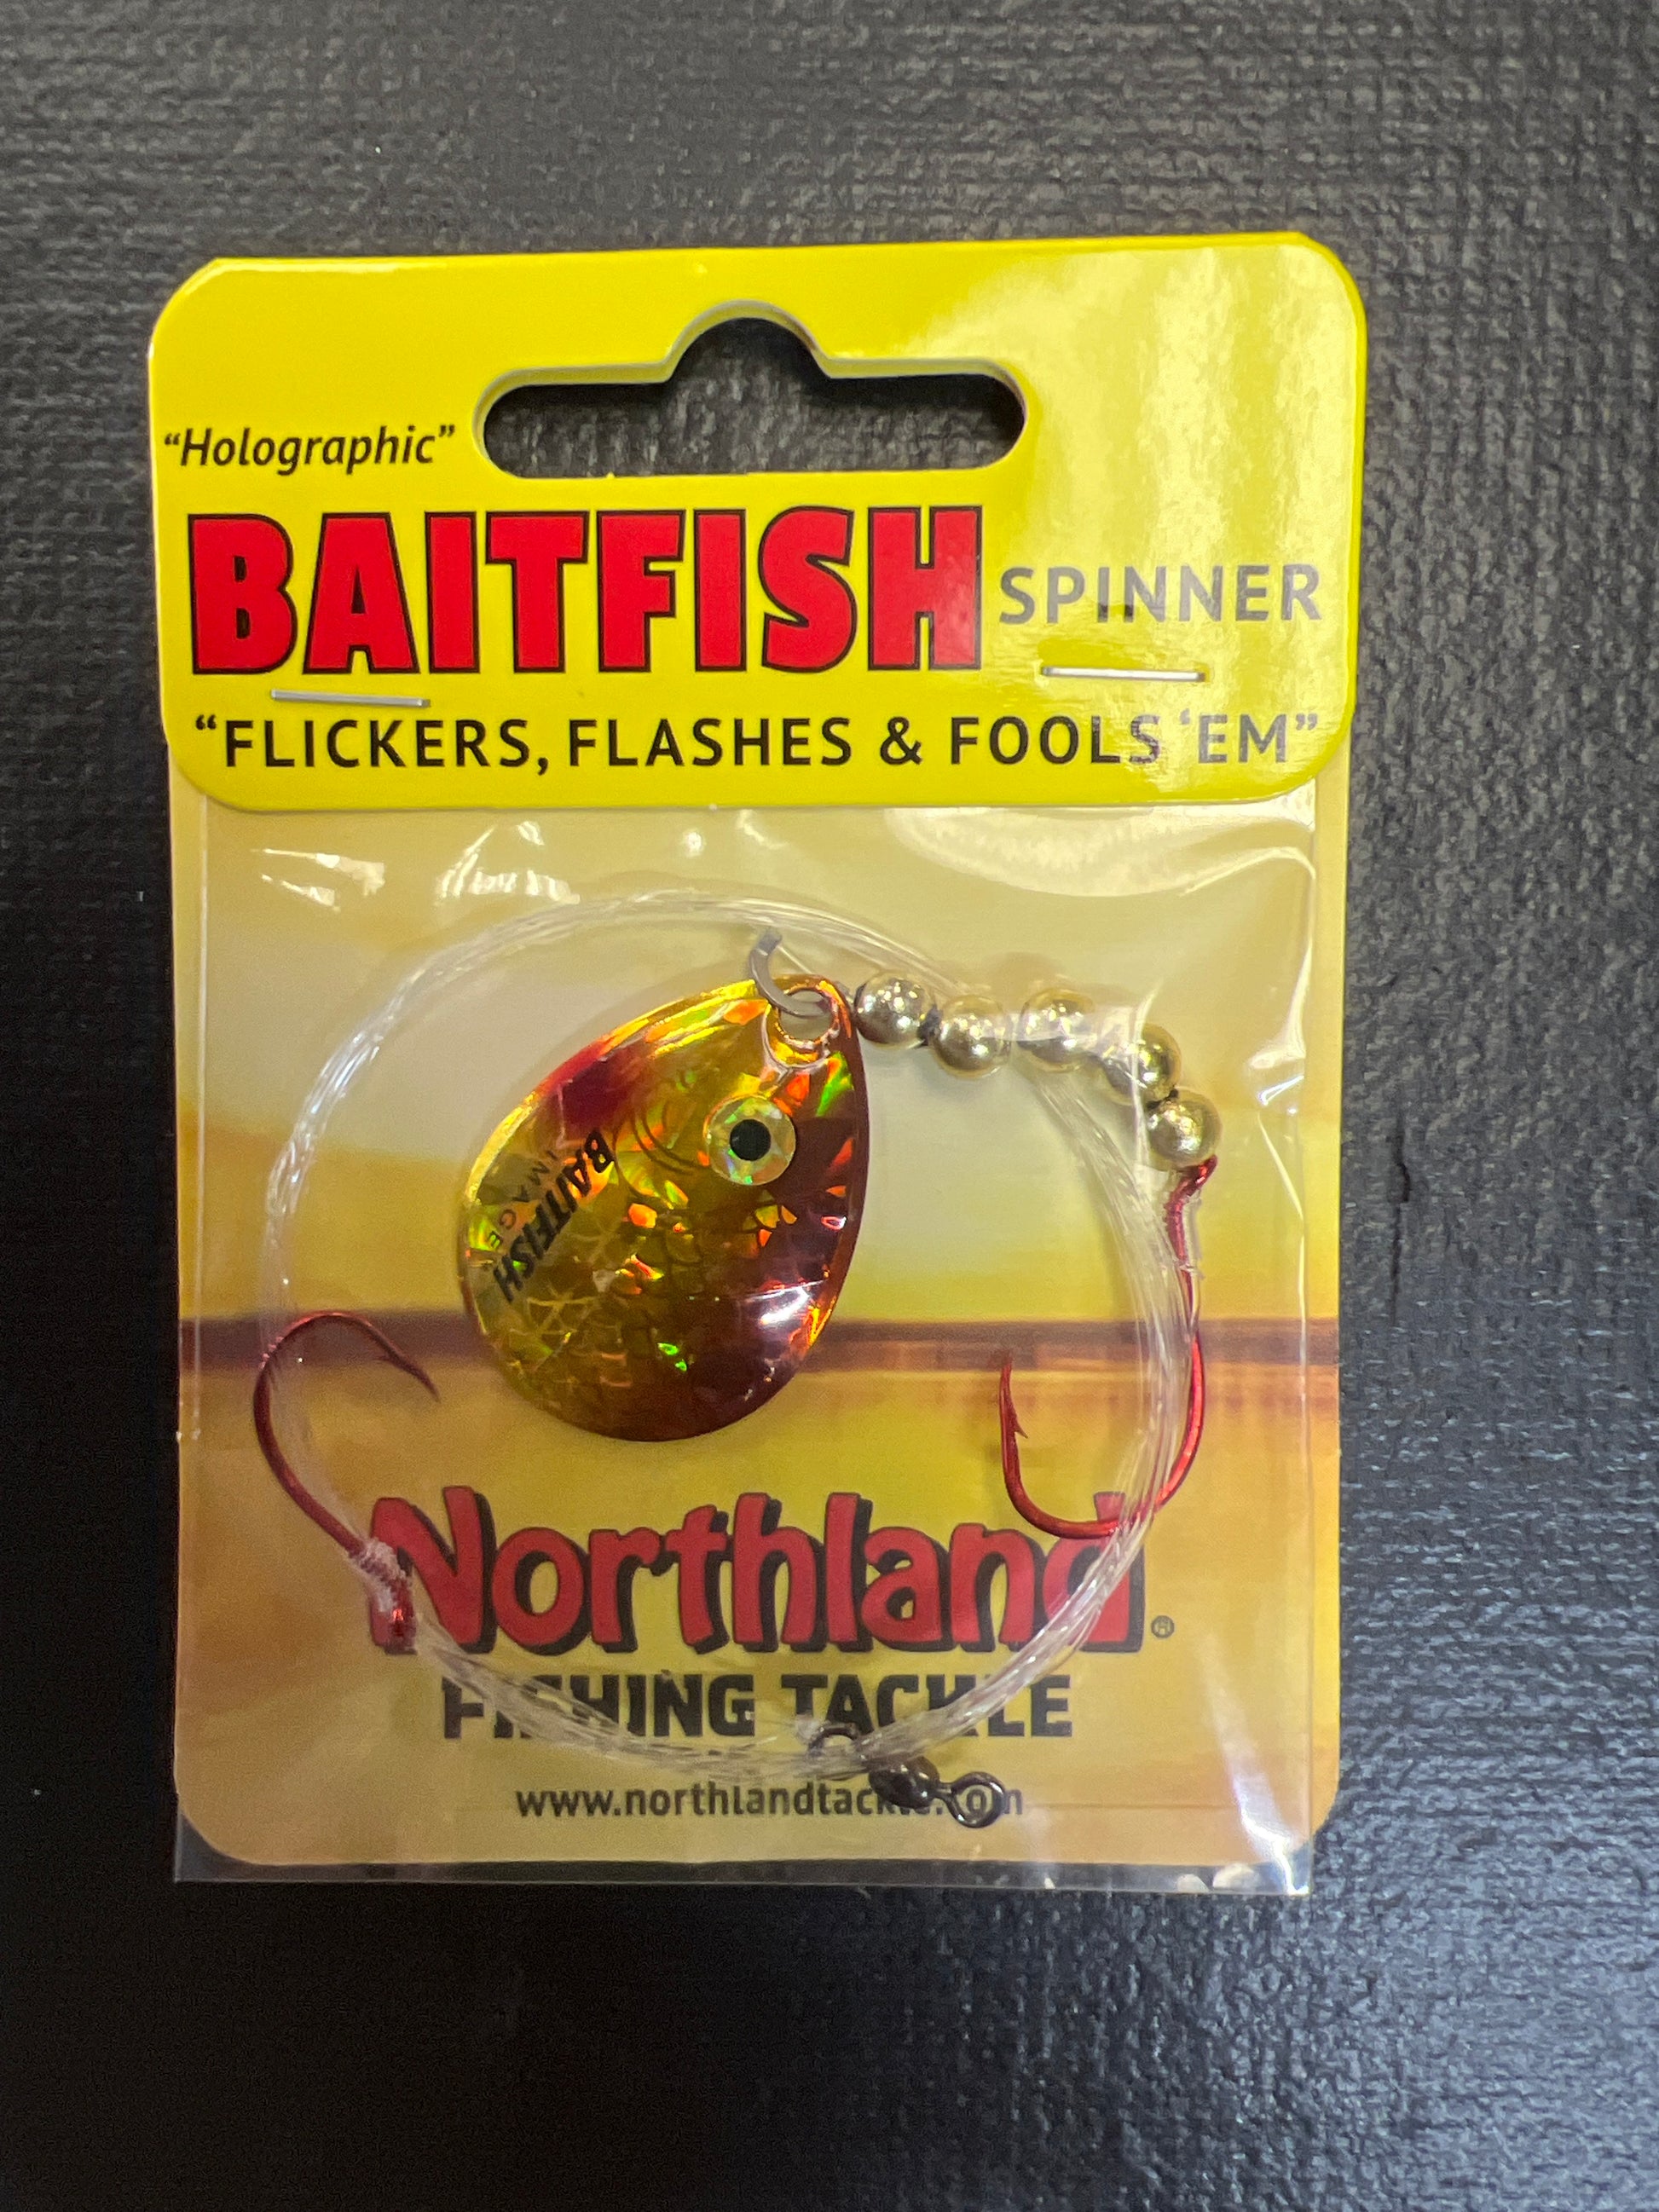 “Holographic”
BAITFISH SPINNER
“FLICKERS, FLASHES & FOOLS ‘EM”
BAITFISH
IMAGE
Northland®
FISHING TACKLE
www.northlandtackle.com